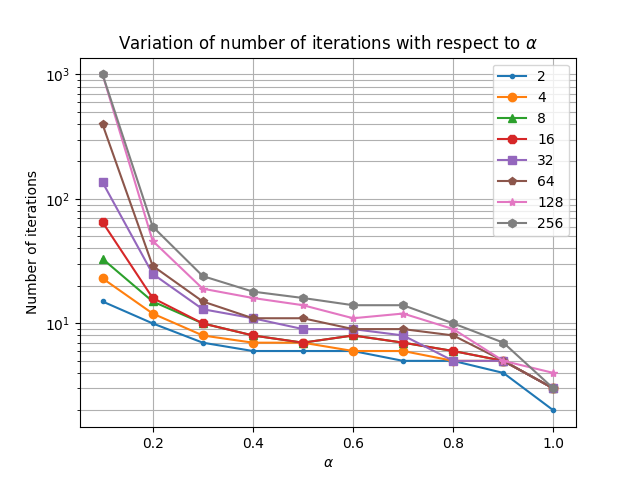 Variation of number of iterations with respect to α
Number of iterations
10³
10²
10¹
0.2 0.4 0.6 0.8 1.0
α
2
4
8
16
32
64
128
256